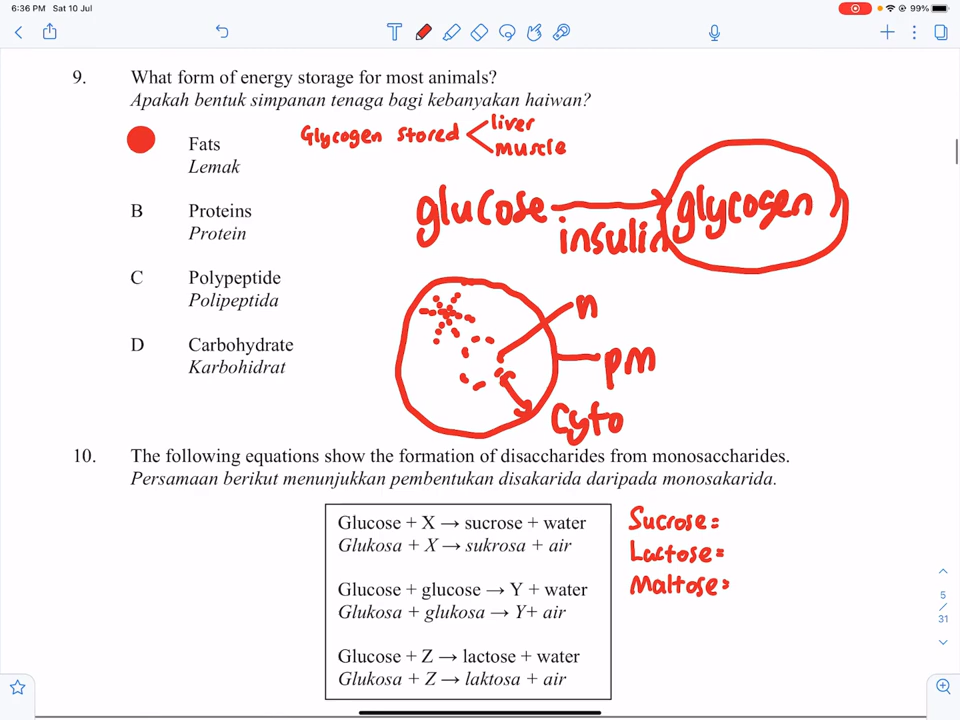 6:36 PM Sat 10 Jul
99%
9. What form of energy storage for most animals?
Apakah bentuk simpanan tenaga bagi kebanyakan haiwan?
Glycogen stored liver
muscle
Fats
Lemak
glucose → glycogen
insulin
B Proteins
Protein
C Polypeptide
Polipeptida
n
D Carbohydrate
Karbohidrat
pm
cyto
10. The following equations show the formation of disaccharides from monosaccharides.
Persamaan berikut menunjukkan pembentukan disakarida daripada monosakarida.
Glucose + X → sucrose + water
Glukosa + X → sukrosa + air
Glucose + glucose → Y + water
Glukosa + glukosa → Y+ air
Glucose + Z → lactose + water
Glukosa + Z → laktosa + air
Sucrose=
Lactose=
Maltose=
5
/
31